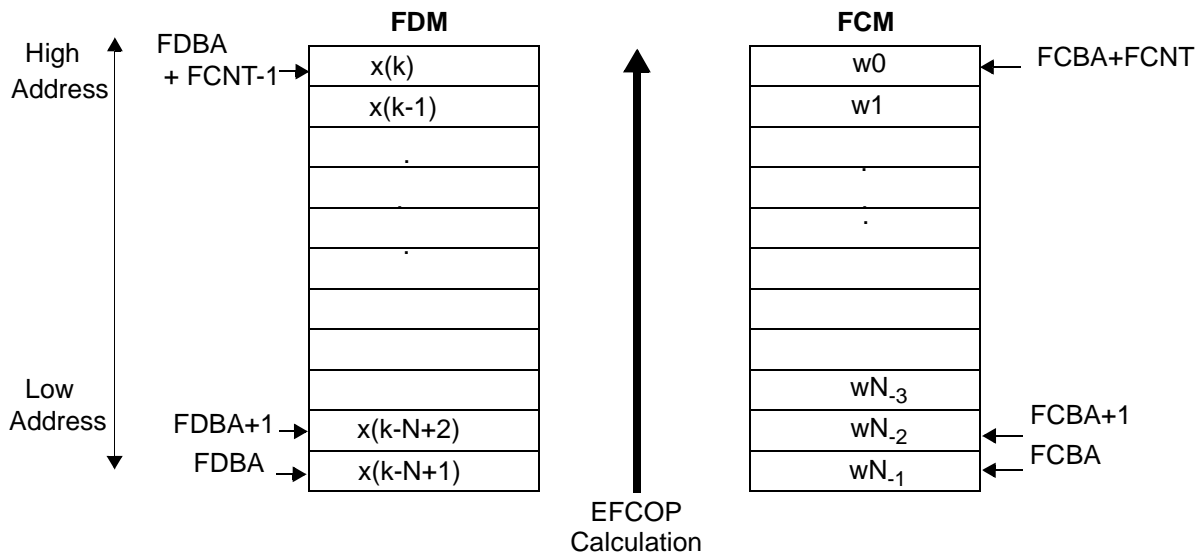 FDM
FCM
High
Address
FDBA
+ FCNT-1
x(k)
w0
FCBA+FCNT
x(k-1)
w1
.
.
.
.
.
wN-3
Low
Address
FDBA+1
x(k-N+2)
wN-2
FCBA+1
FDBA
x(k-N+1)
wN-1
FCBA
EFCOP
Calculation